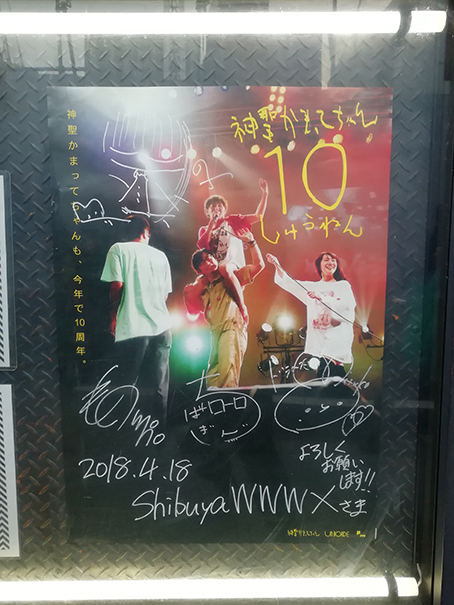 神聖かまってちゃん
10
しゅうねん
神聖かまってちゃんも、今年で10周年。
mono
2018.4.18
よろしく
お願い
します!!
Shibuya WWW Xさま